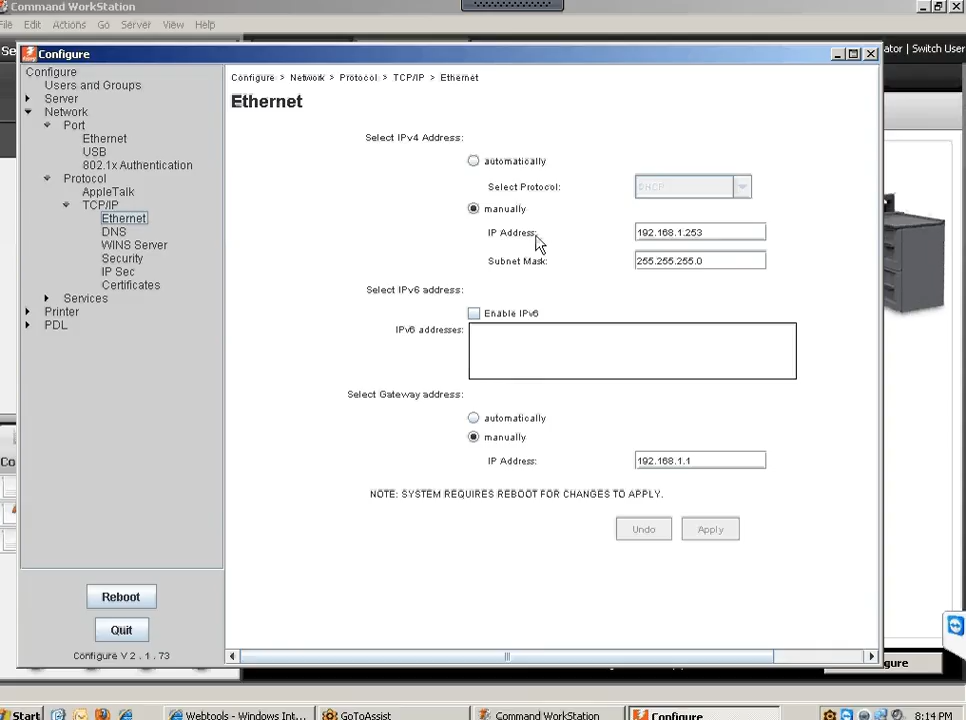 Command WorkStation
File Edit Actions Go Server View Help
Se
ator | Switch User
Configure
Configure
Users and Groups
Server
Network
Port
Ethernet
USB
802.1x Authentication
Protocol
AppleTalk
TCP/IP
Ethernet
DNS
WINS Server
Security
IP Sec
Certificates
Services
Printer
PDL
Reboot
Quit
Configure V 2 . 1 . 73
Configure > Network > Protocol > TCP/IP > Ethernet
Ethernet
Select IPv4 Address:
automatically
Select Protocol: DHCP
manually
IP Address: 192.168.1.253
Subnet Mask: 255.255.255.0
Select IPv6 address:
Enable IPv6
IPv6 addresses:
Select Gateway address:
automatically
manually
IP Address: 192.168.1.1
NOTE: SYSTEM REQUIRES REBOOT FOR CHANGES TO APPLY.
Undo Apply
Co
gure
Start Webtools - Windows Int... GoToAssist Command WorkStation Configure 8:14 PM